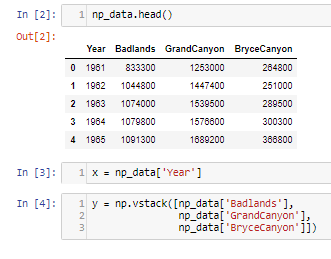 In [2]: 1 np_data.head()
Out[2]:
Year Badlands GrandCanyon BryceCanyon
0 1961 833300 1253000 264800
1 1962 1044800 1447400 251000
2 1963 1074000 1539500 289500
3 1964 1079800 1576600 300300
4 1965 1091300 1689200 366800
In [3]: 1 x = np_data['Year']
In [4]: 1 y = np.vstack([np_data['Badlands'],
2 np_data['GrandCanyon'],
3 np_data['BryceCanyon']])